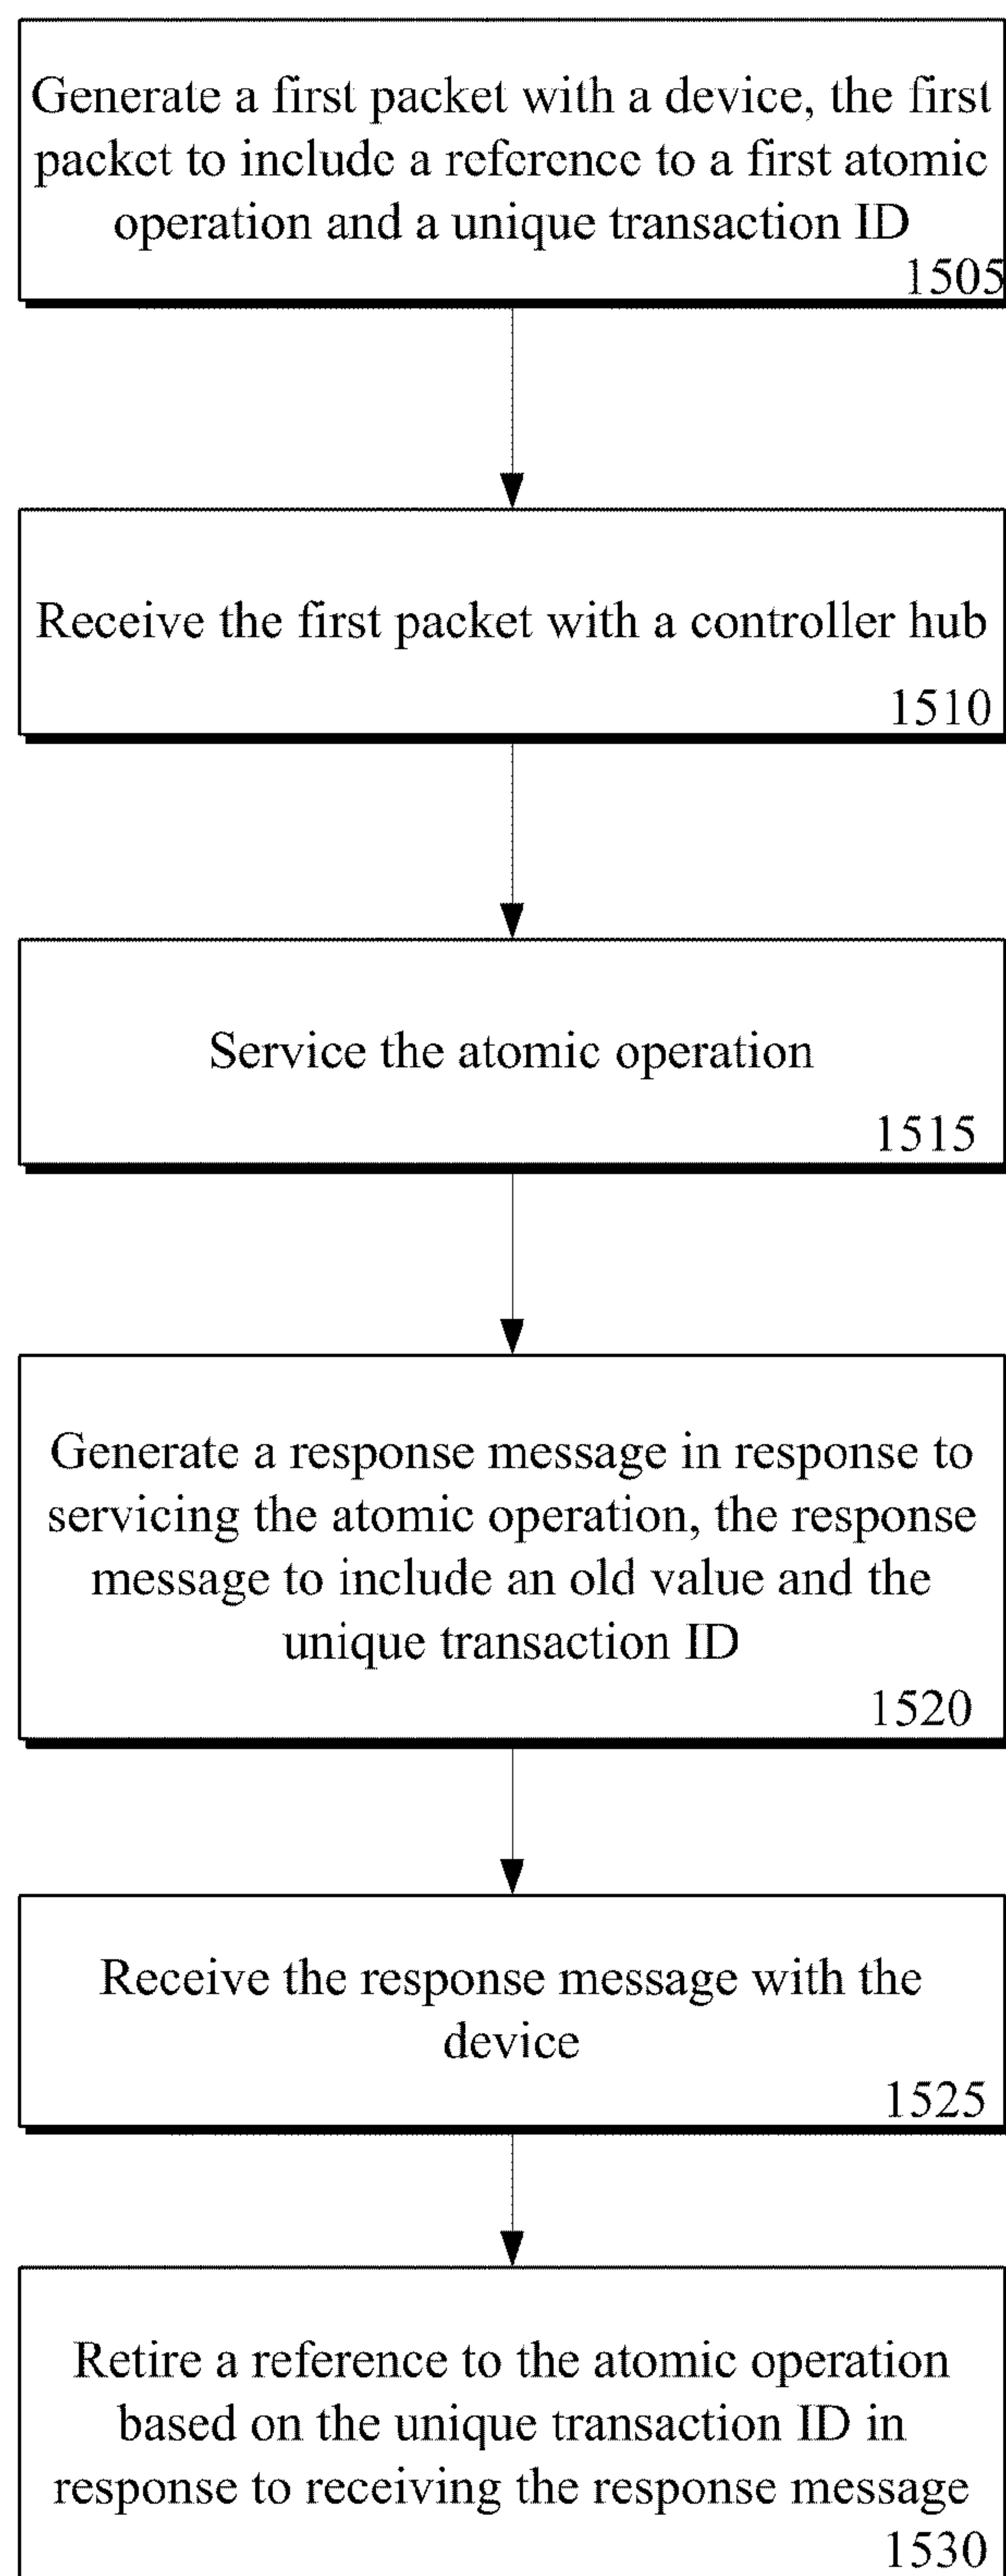 Generate a first packet with a device, the first
packet to include a reference to a first atomic
operation and a unique transaction ID
1505
Receive the first packet with a controller hub
1510
Service the atomic operation
1515
Generate a response message in response to
servicing the atomic operation, the response
message to include an old value and the
unique transaction ID
1520
Receive the response message with the
device
1525
Retire a reference to the atomic operation
based on the unique transaction ID in
response to receiving the response message
1530